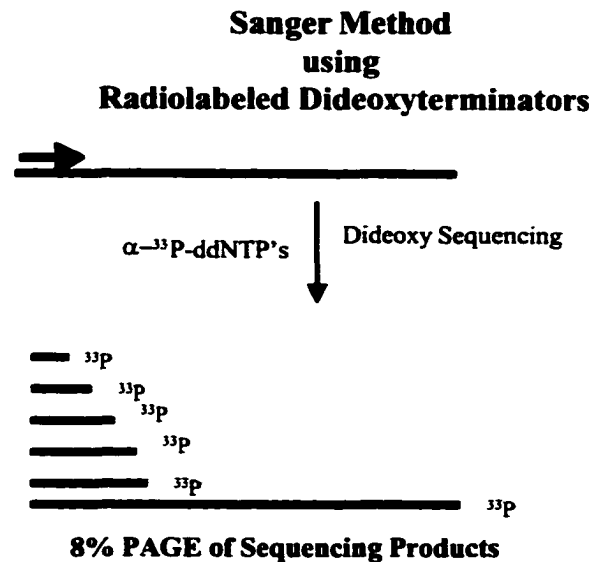 Sanger Method
using
Radiolabeled Dideoxyterminators
α–³³P-ddNTP's
Dideoxy Sequencing
³³P
³³P
³³P
³³P
³³P
³³P
8% PAGE of Sequencing Products